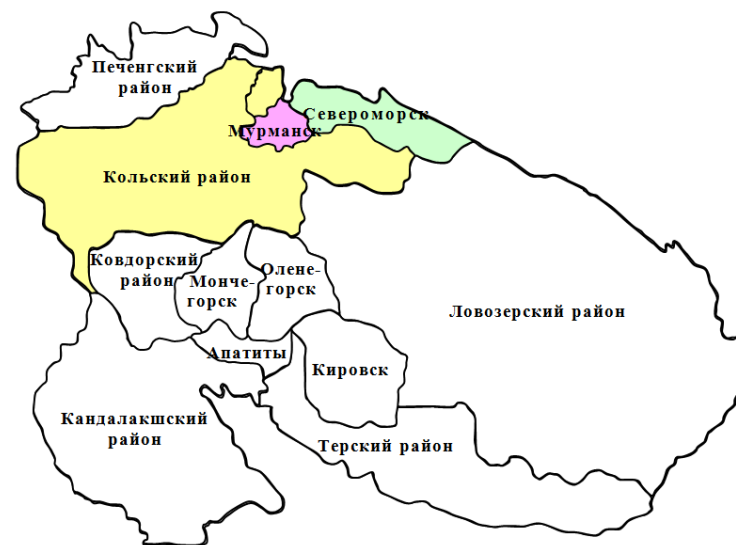 Печенгский
район
Североморск
Мурманск
Кольский район
Ковдорский
район
Монче-
горск
Олене-
горск
Ловозерский район
Апатиты
Кировск
Кандалакшский
район
Терский район